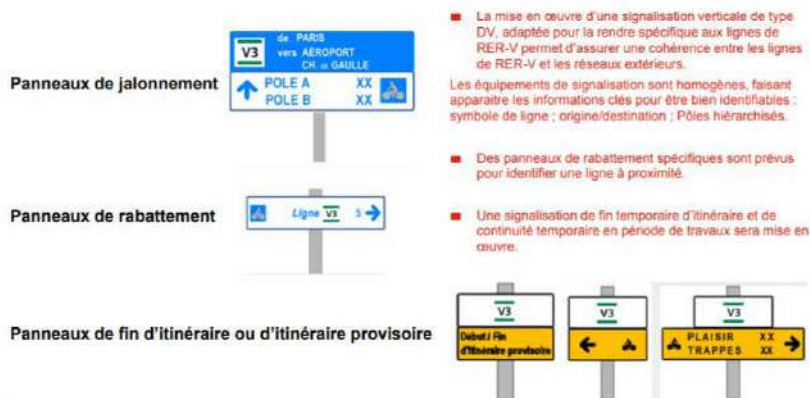 Panneaux de jalonnement
V3
de PARIS
vers AÉROPORT
CH. DE GAULLE
POLE A XX
POLE B XX
La mise en œuvre d'une signalisation verticale de type
DV, adaptée pour la rendre spécifique aux lignes de
RER-V permet d'assurer une cohérence entre les lignes
de RER-V et les réseaux extérieurs.
Les équipements de signalisation sont homogènes, faisant
apparaitre les informations clés pour être bien identifiables :
symbole de ligne ; origine/destination ; Pôles hiérarchisés.
Des panneaux de rabattement spécifiques sont prévus
pour identifier une ligne à proximité.
Panneaux de rabattement
Ligne V3 5
Une signalisation de fin temporaire d'itinéraire et de
continuité temporaire en période de travaux sera mise en
œuvre.
Panneaux de fin d'itinéraire ou d'itinéraire provisoire
V3
Début / Fin
d'itinéraire provisoire
V3
V3
PLAISIR XX
TRAPPES XX